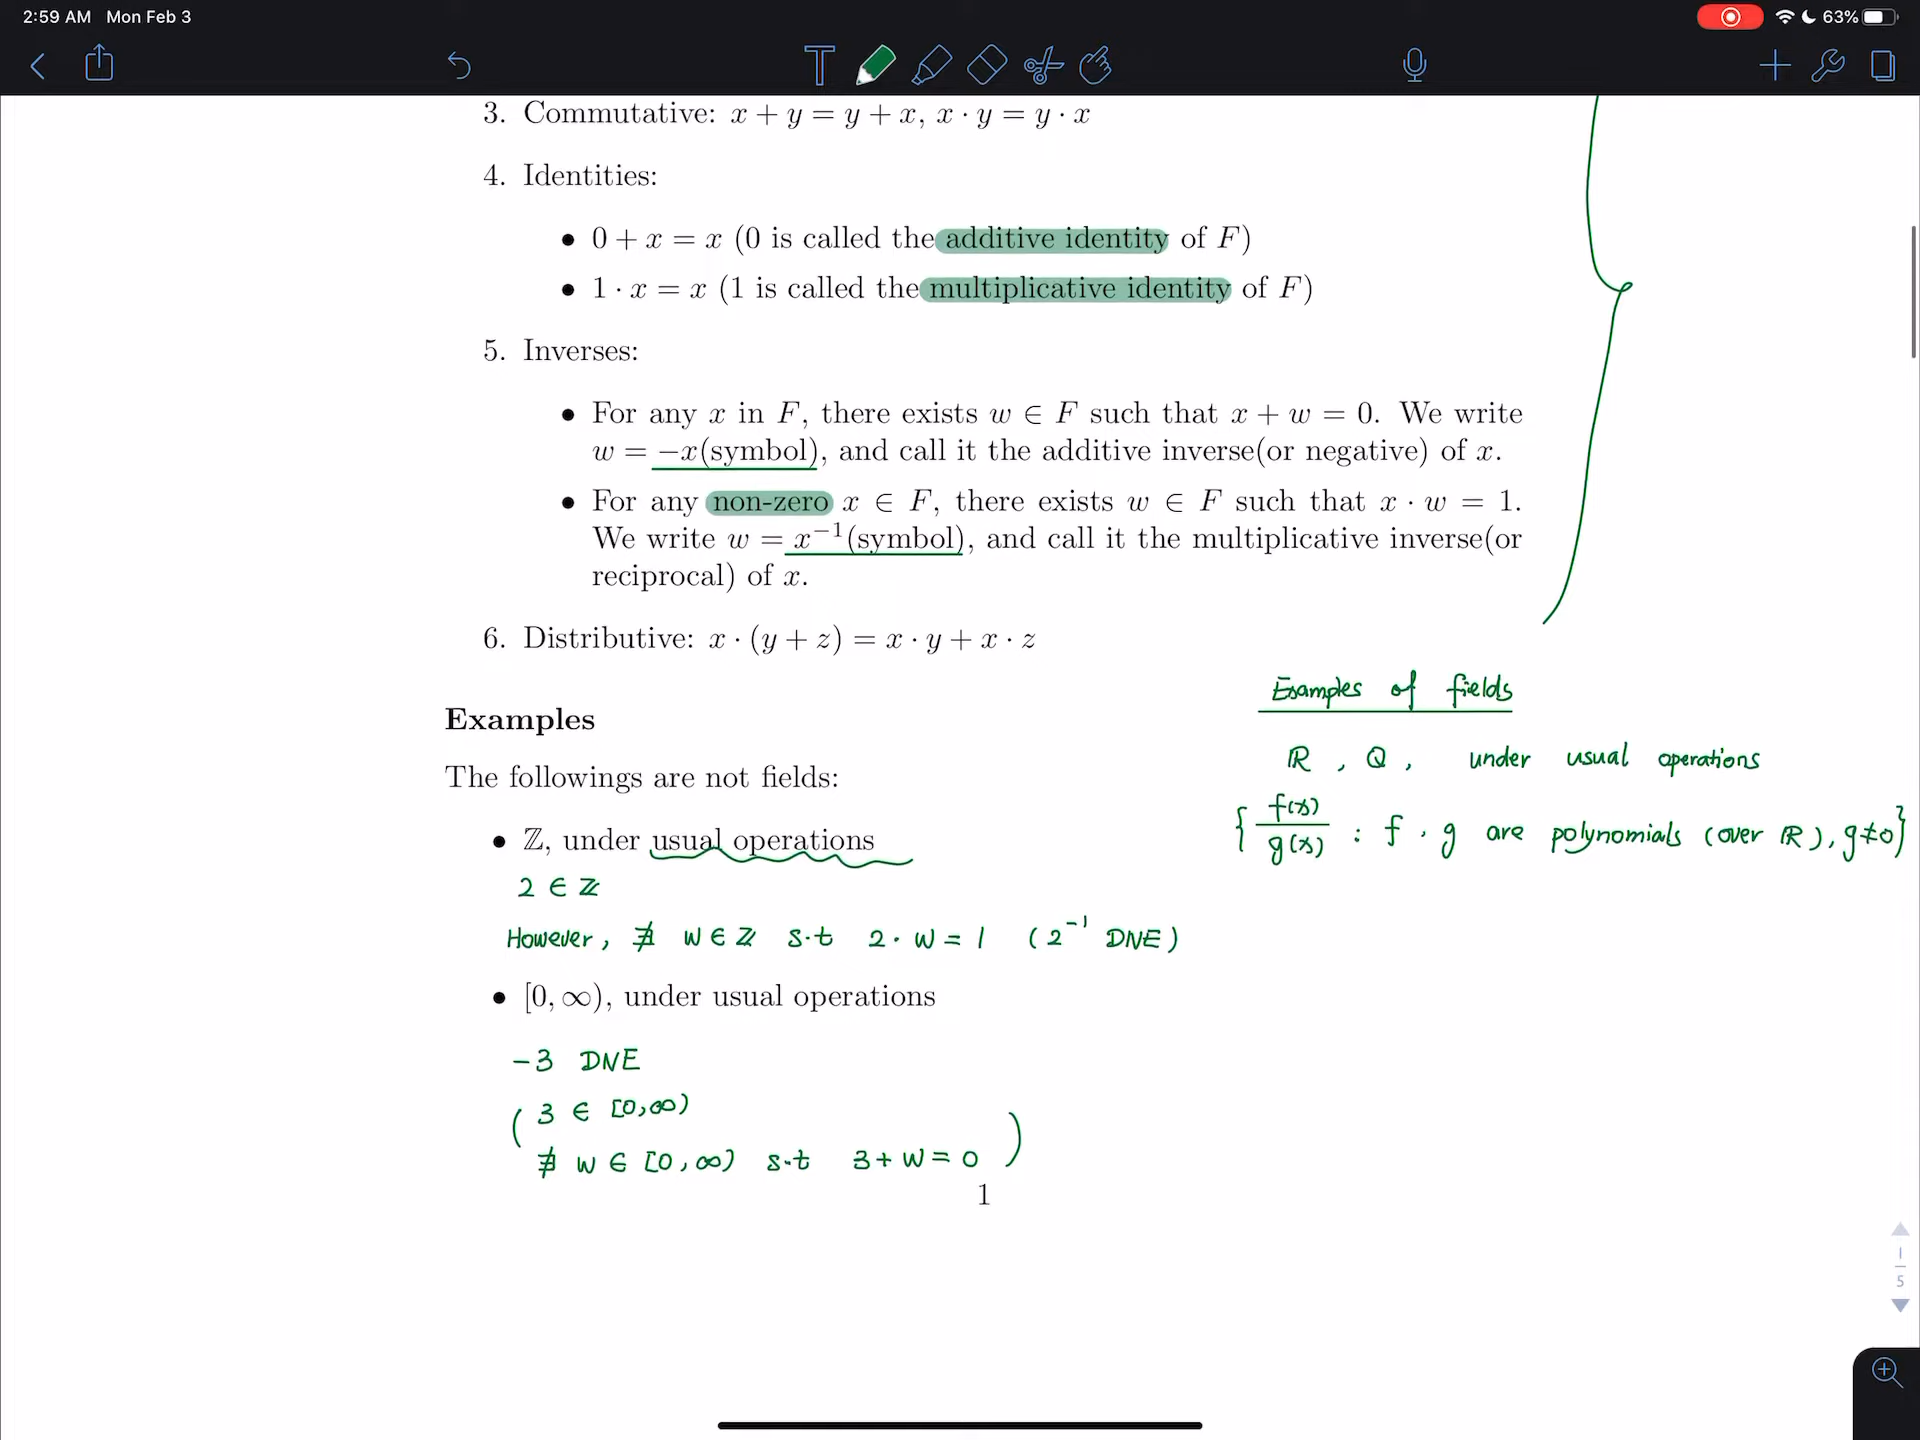 2:59 AM Mon Feb 3
63%
T
3. Commutative: x + y = y + x, x · y = y · x
4. Identities:
• 0 + x = x (0 is called the additive identity of F)
• 1 · x = x (1 is called the multiplicative identity of F)
5. Inverses:
• For any x in F, there exists w ∈ F such that x + w = 0. We write
w = −x(symbol), and call it the additive inverse(or negative) of x.
• For any non-zero x ∈ F, there exists w ∈ F such that x · w = 1.
We write w = x⁻¹(symbol), and call it the multiplicative inverse(or
reciprocal) of x.
6. Distributive: x · (y + z) = x · y + x · z
Examples of fields
ℝ, ℚ, under usual operations
{ f(x)/g(x) : f, g are polynomials (over ℝ), g≠0 }
Examples
The followings are not fields:
• ℤ, under usual operations
2 ∈ ℤ
However, ∄ w ∈ ℤ s.t 2 · w = 1 (2⁻¹ DNE)
• [0, ∞), under usual operations
−3 DNE
( 3 ∈ [0, ∞)
∄ w ∈ [0, ∞) s.t 3 + w = 0 )
1
1
5